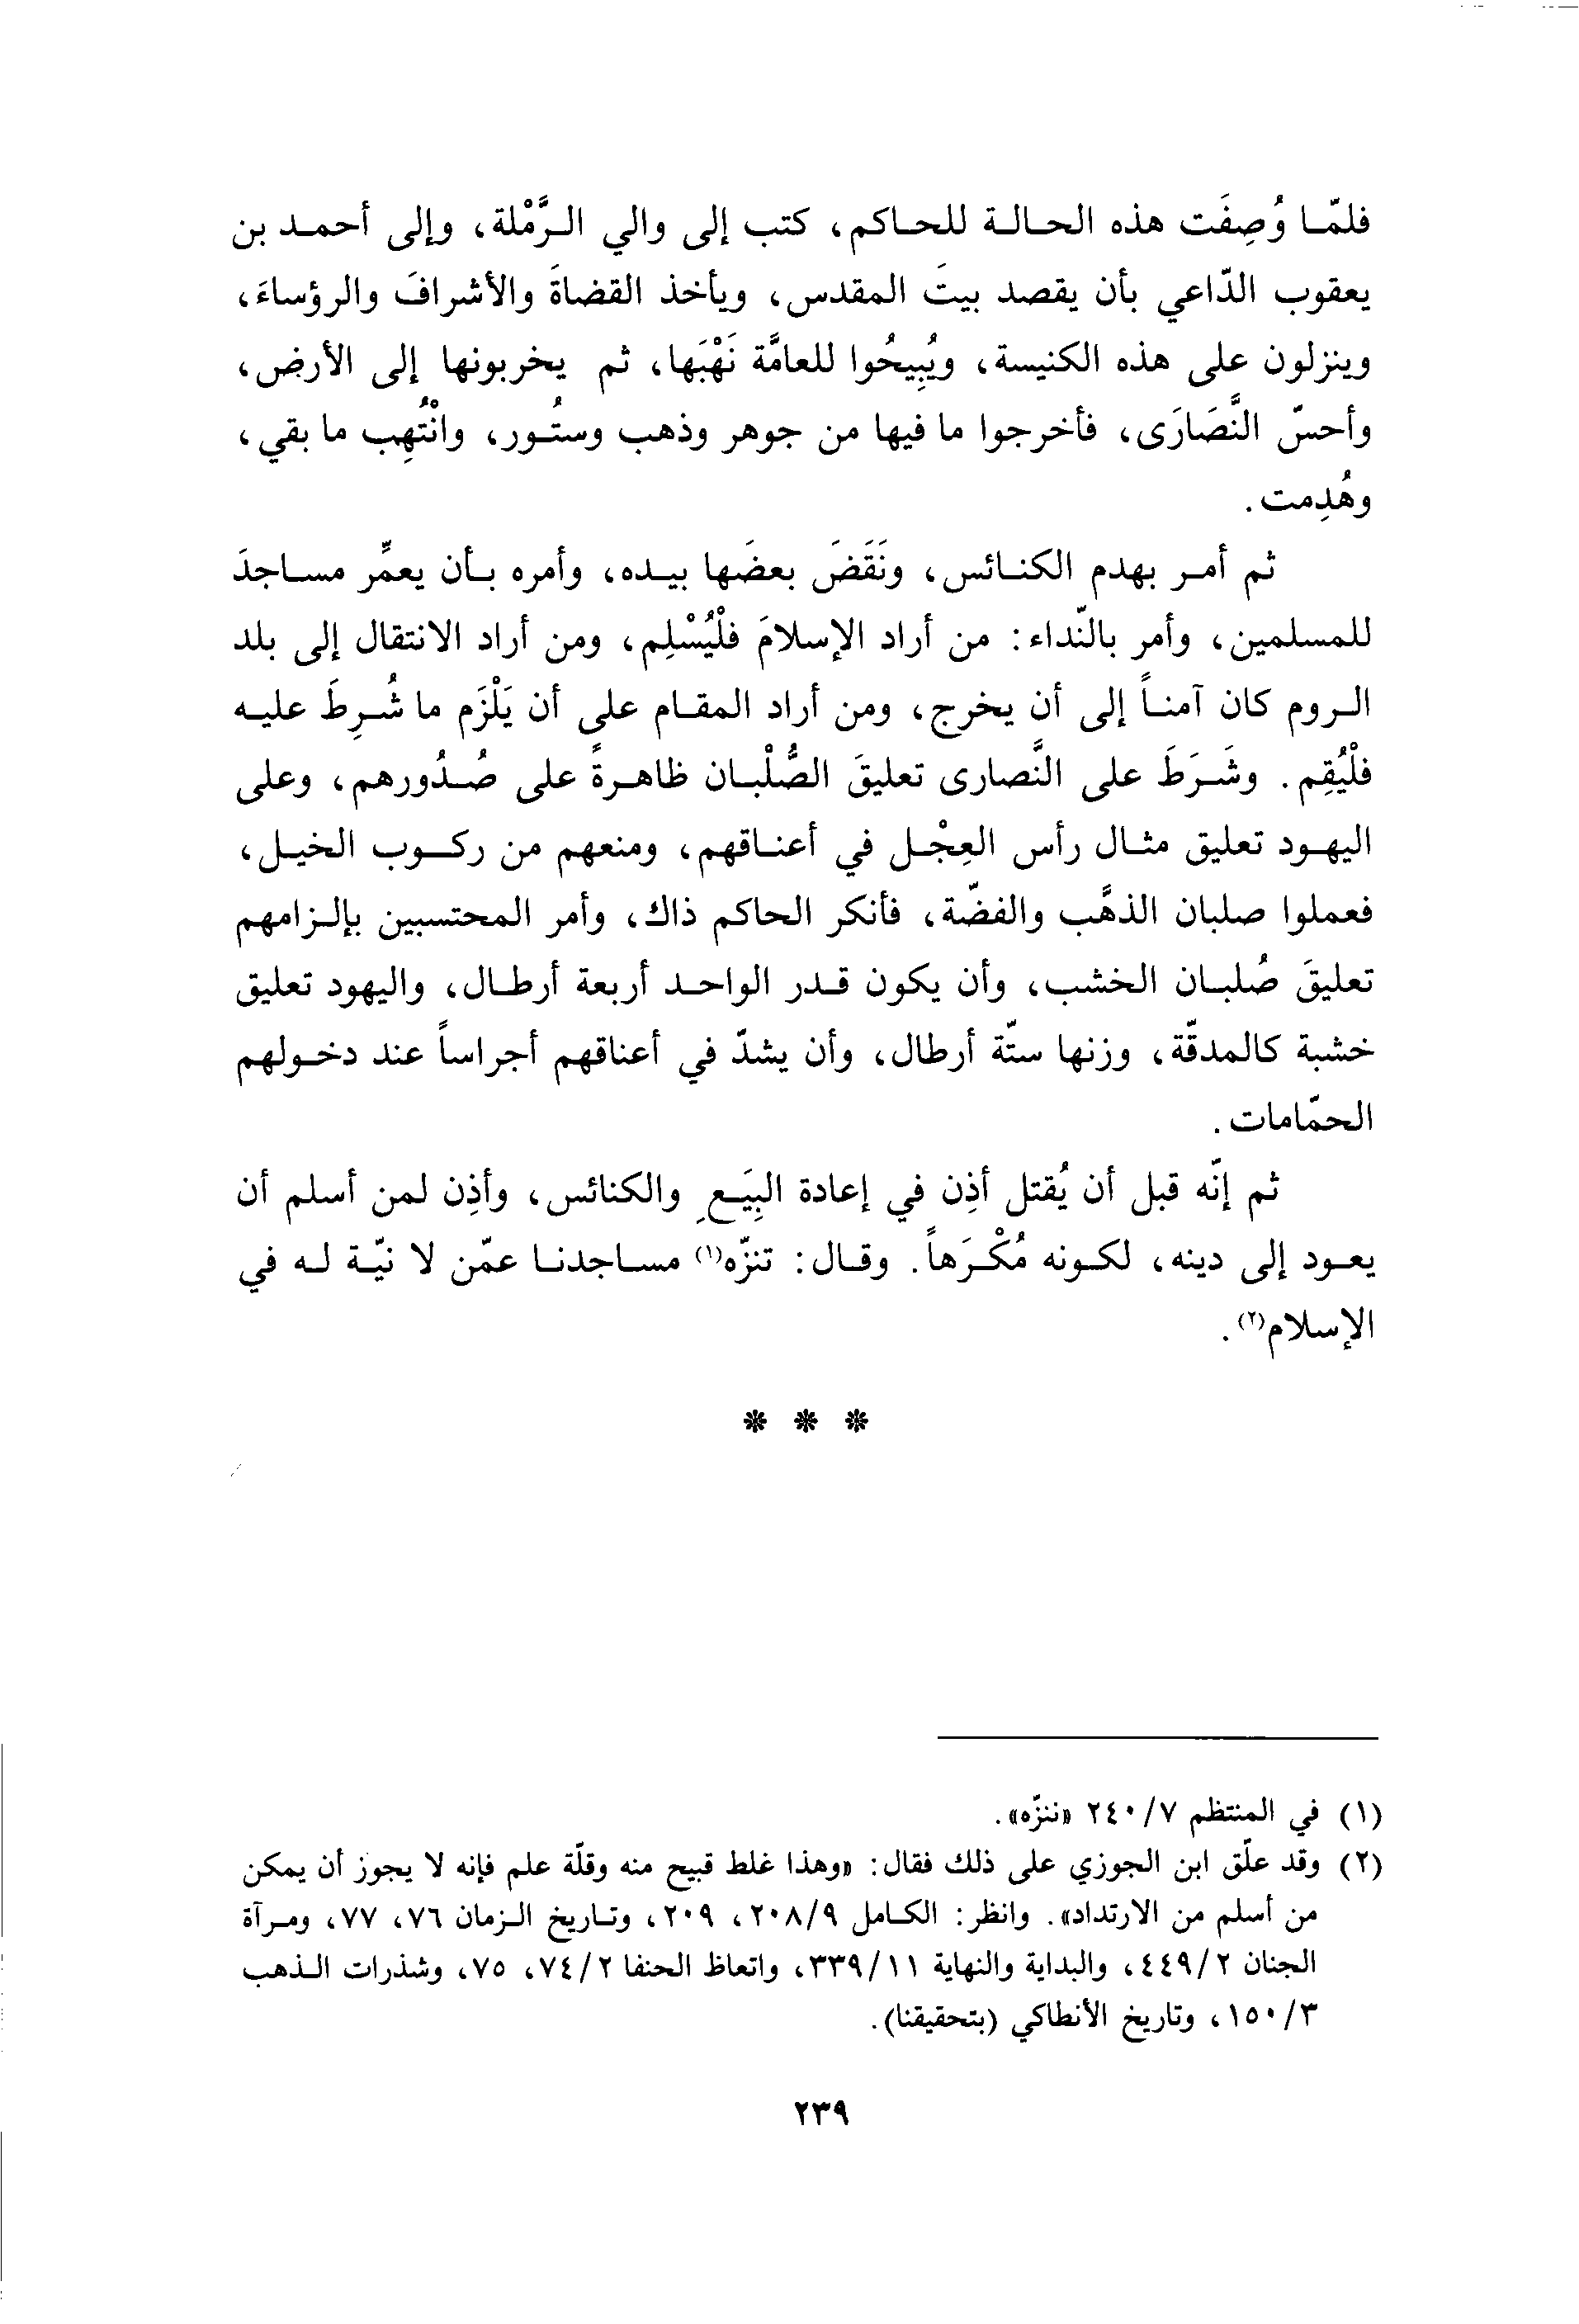 فلمّا وُصِفَت هذه الحالة للحاكم، كتب إلى والي الرَّمْلة، وإلى أحمد بن
يعقوب الدّاعي بأن يقصد بيتَ المقدس، ويأخذ القضاةَ والأشرافَ والرؤساءَ،
وينزلون على هذه الكنيسة، ويُبِيحُوا للعامَّة نَهْبَها، ثم يخربونها إلى الأرض،
وأحسّ النَّصَارَى، فأخرجوا ما فيها من جوهر وذهب وستُور، وانْتُهِب ما بقي،
وهُدِمت.
ثم أمر بهدم الكنائس، ونَقَضَ بعضَها بيده، وأمره بأن يعمِّر مساجدَ
للمسلمين، وأمر بالنّداء: من أراد الإسلامَ فلْيُسْلِم، ومن أراد الانتقال إلى بلد
الروم كان آمناً إلى أن يخرج، ومن أراد المقام على أن يَلْزَم ما شُرِطَ عليه
فلْيُقِم. وشَرَطَ على النَّصارى تعليقَ الصُّلْبان ظاهرةً على صُدُورهم، وعلى
اليهود تعليق مثال رأس العِجْل في أعناقهم، ومنعهم من ركوب الخيل،
فعملوا صلبان الذهَّب والفضّة، فأنكر الحاكم ذاك، وأمر المحتسبين بإلزامهم
تعليقَ صُلبان الخشب، وأن يكون قدر الواحد أربعة أرطال، واليهود تعليق
خشبة كالمدقّة، وزنها ستّة أرطال، وأن يشدّ في أعناقهم أجراساً عند دخولهم
الحمّامات.
ثم إنّه قبل أن يُقتل أذِن في إعادة البِيَعِ والكنائس، وأذِن لمن أسلم أن
يعود إلى دينه، لكونه مُكْرَهاً. وقال: تنزّه(١) مساجدنا عمّن لا نيّة له في
الإسلام(٢).
* * *
(١) في المنتظم ٢٤٠/٧ «ننزّه».
(٢) وقد علّق ابن الجوزي على ذلك فقال: «وهذا غلط قبيح منه وقلّة علم فإنه لا يجوز أن يمكن
من أسلم من الارتداد». وانظر: الكامل ٢٠٨/٩، ٢٠٩، وتاريخ الزمان ٧٦، ٧٧، ومرآة
الجنان ٤٤٩/٢، والبداية والنهاية ٣٣٩/١١، واتعاظ الحنفا ٧٤/٢، ٧٥، وشذرات الذهب
١٥٠/٣، وتاريخ الأنطاكي (بتحقيقنا).
٢٣٩